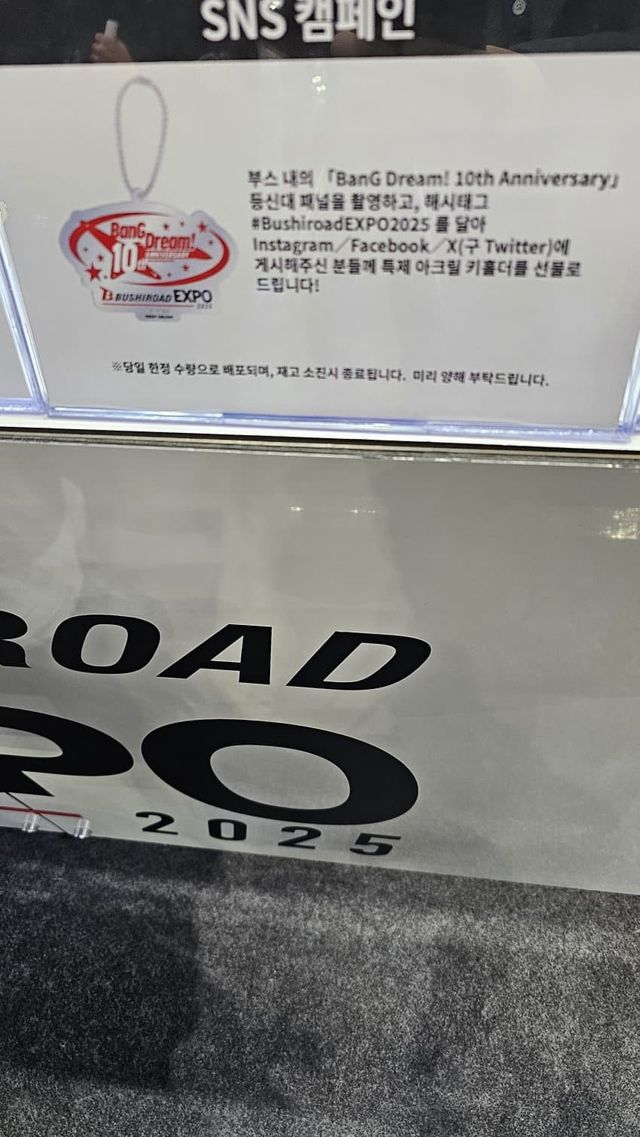 SNS 캠페인
부스 내의 「BanG Dream! 10th Anniversary」
등신대 패널을 촬영하고, 해시태그
#BushiroadEXPO2025 를 달아
Instagram/Facebook/X(구 Twitter)에
게시해주신 분들께 특제 아크릴 키홀더를 선물로
드립니다!
BanG
Dream!
10th
ANNIVERSARY
BUSHIROAD EXPO
2025
※당일 한정 수량으로 배포되며, 재고 소진시 종료됩니다. 미리 양해 부탁드립니다.
ROAD
PO
2025